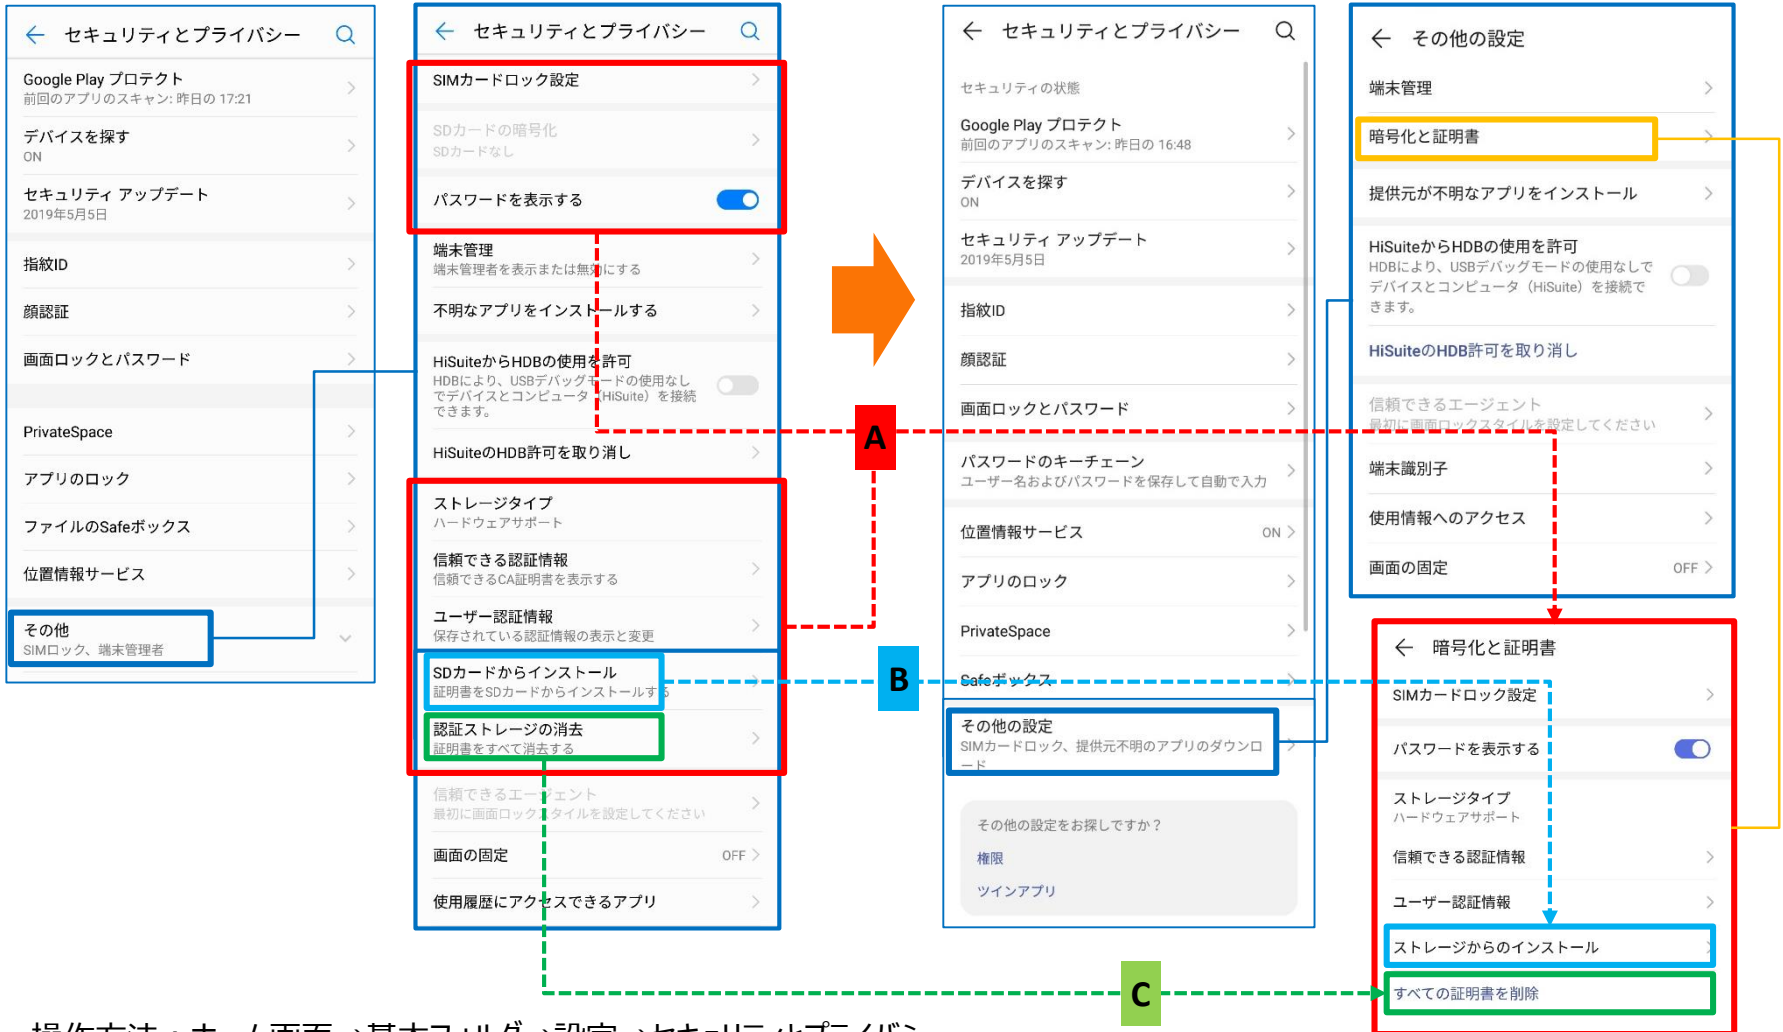 セキュリティとプライバシー
Google Play プロテクト
前回のアプリのスキャン: 昨日の 17:21
デバイスを探す
ON
セキュリティ アップデート
2019年5月5日
指紋ID
顔認証
画面ロックとパスワード
PrivateSpace
アプリのロック
ファイルのSafeボックス
位置情報サービス
その他
SIMロック、端末管理者
セキュリティとプライバシー
SIMカードロック設定
SDカードの暗号化
SDカードなし
パスワードを表示する
端末管理
端末管理者を表示または無効にする
不明なアプリをインストールする
HiSuiteからHDBの使用を許可
HDBにより、USBデバッグモードの使用なし
でデバイスとコンピュータ（HiSuite）を接続
できます。
HiSuiteのHDB許可を取り消し
ストレージタイプ
ハードウェアサポート
信頼できる認証情報
信頼できるCA証明書を表示する
ユーザー認証情報
保存されている認証情報の表示と変更
SDカードからインストール
証明書をSDカードからインストールする
認証ストレージの消去
証明書をすべて消去する
信頼できるエージェント
最初に画面ロックスタイルを設定してください
画面の固定
OFF
使用履歴にアクセスできるアプリ
A
B
C
セキュリティとプライバシー
セキュリティの状態
Google Play プロテクト
前回のアプリのスキャン: 昨日の 16:48
デバイスを探す
ON
セキュリティ アップデート
2019年5月5日
指紋ID
顔認証
画面ロックとパスワード
パスワードのキーチェーン
ユーザー名およびパスワードを保存して自動で入力
位置情報サービス
ON
アプリのロック
PrivateSpace
Safeボックス
その他の設定
SIMカードロック、提供元不明のアプリのダウンロ
ード
その他の設定をお探しですか？
権限
ツインアプリ
その他の設定
端末管理
暗号化と証明書
提供元が不明なアプリをインストール
HiSuiteからHDBの使用を許可
HDBにより、USBデバッグモードの使用なしで
デバイスとコンピュータ（HiSuite）を接続で
きます。
HiSuiteのHDB許可を取り消し
信頼できるエージェント
最初に画面ロックスタイルを設定してください
端末識別子
使用情報へのアクセス
画面の固定
OFF
暗号化と証明書
SIMカードロック設定
パスワードを表示する
ストレージタイプ
ハードウェアサポート
信頼できる認証情報
ユーザー認証情報
ストレージからのインストール
すべての証明書を削除
操作方法：ホーム画面→基本フォルダ→設定→セキュリティとプライバシー